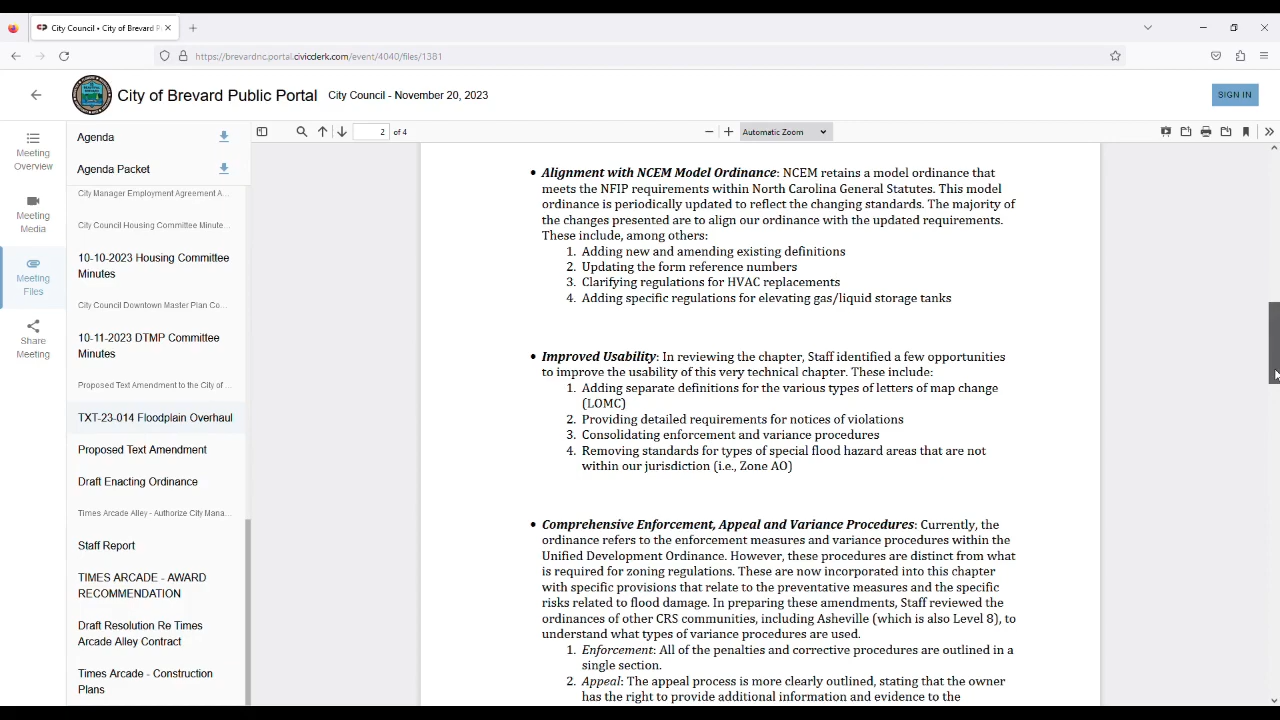 City Council • City of Brevard P
https://brevardnc.portal.civicclerk.com/event/4040/files/1381
City of Brevard Public Portal
City Council - November 20, 2023
SIGN IN
Meeting
Overview
Meeting
Media
Meeting
Files
Share
Meeting
Agenda
Agenda Packet
City Manager Employment Agreement A...
City Council Housing Committee Minute...
10-10-2023 Housing Committee
Minutes
City Council Downtown Master Plan Co...
10-11-2023 DTMP Committee
Minutes
Proposed Text Amendment to the City of ...
TXT-23-014 Floodplain Overhaul
Proposed Text Amendment
Draft Enacting Ordinance
Times Arcade Alley - Authorize City Mana...
Staff Report
TIMES ARCADE - AWARD
RECOMMENDATION
Draft Resolution Re Times
Arcade Alley Contract
Times Arcade - Construction
Plans
2 of 4
Automatic Zoom
• Alignment with NCEM Model Ordinance: NCEM retains a model ordinance that
meets the NFIP requirements within North Carolina General Statutes. This model
ordinance is periodically updated to reflect the changing standards. The majority of
the changes presented are to align our ordinance with the updated requirements.
These include, among others:
1. Adding new and amending existing definitions
2. Updating the form reference numbers
3. Clarifying regulations for HVAC replacements
4. Adding specific regulations for elevating gas/liquid storage tanks
• Improved Usability: In reviewing the chapter, Staff identified a few opportunities
to improve the usability of this very technical chapter. These include:
1. Adding separate definitions for the various types of letters of map change
(LOMC)
2. Providing detailed requirements for notices of violations
3. Consolidating enforcement and variance procedures
4. Removing standards for types of special flood hazard areas that are not
within our jurisdiction (i.e., Zone AO)
• Comprehensive Enforcement, Appeal and Variance Procedures: Currently, the
ordinance refers to the enforcement measures and variance procedures within the
Unified Development Ordinance. However, these procedures are distinct from what
is required for zoning regulations. These are now incorporated into this chapter
with specific provisions that relate to the preventative measures and the specific
risks related to flood damage. In preparing these amendments, Staff reviewed the
ordinances of other CRS communities, including Asheville (which is also Level 8), to
understand what types of variance procedures are used.
1. Enforcement: All of the penalties and corrective procedures are outlined in a
single section.
2. Appeal: The appeal process is more clearly outlined, stating that the owner
has the right to provide additional information and evidence to the